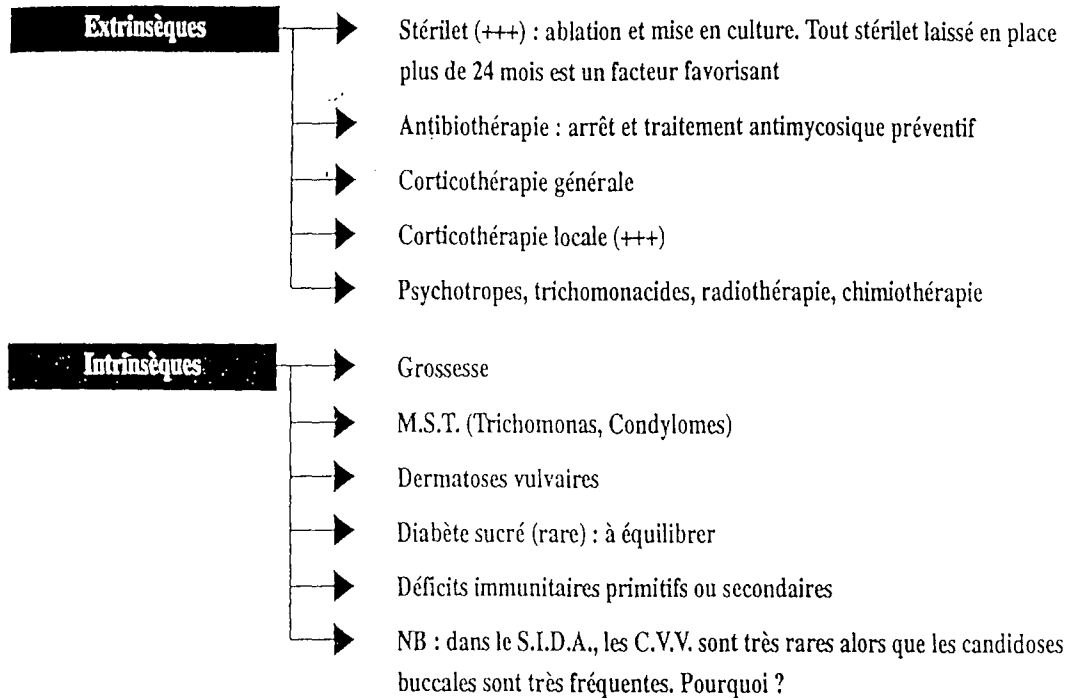 Extrinsèques
Stérilet (+++) : ablation et mise en culture. Tout stérilet laissé en place
plus de 24 mois est un facteur favorisant
Antibiothérapie : arrêt et traitement antimycosique préventif
Corticothérapie générale
Corticothérapie locale (+++)
Psychotropes, trichomonacides, radiothérapie, chimiothérapie
Intrinsèques
Grossesse
M.S.T. (Trichomonas, Condylomes)
Dermatoses vulvaires
Diabète sucré (rare) : à équilibrer
Déficits immunitaires primitifs ou secondaires
NB : dans le S.I.D.A., les C.V.V. sont très rares alors que les candidoses
buccales sont très fréquentes. Pourquoi ?